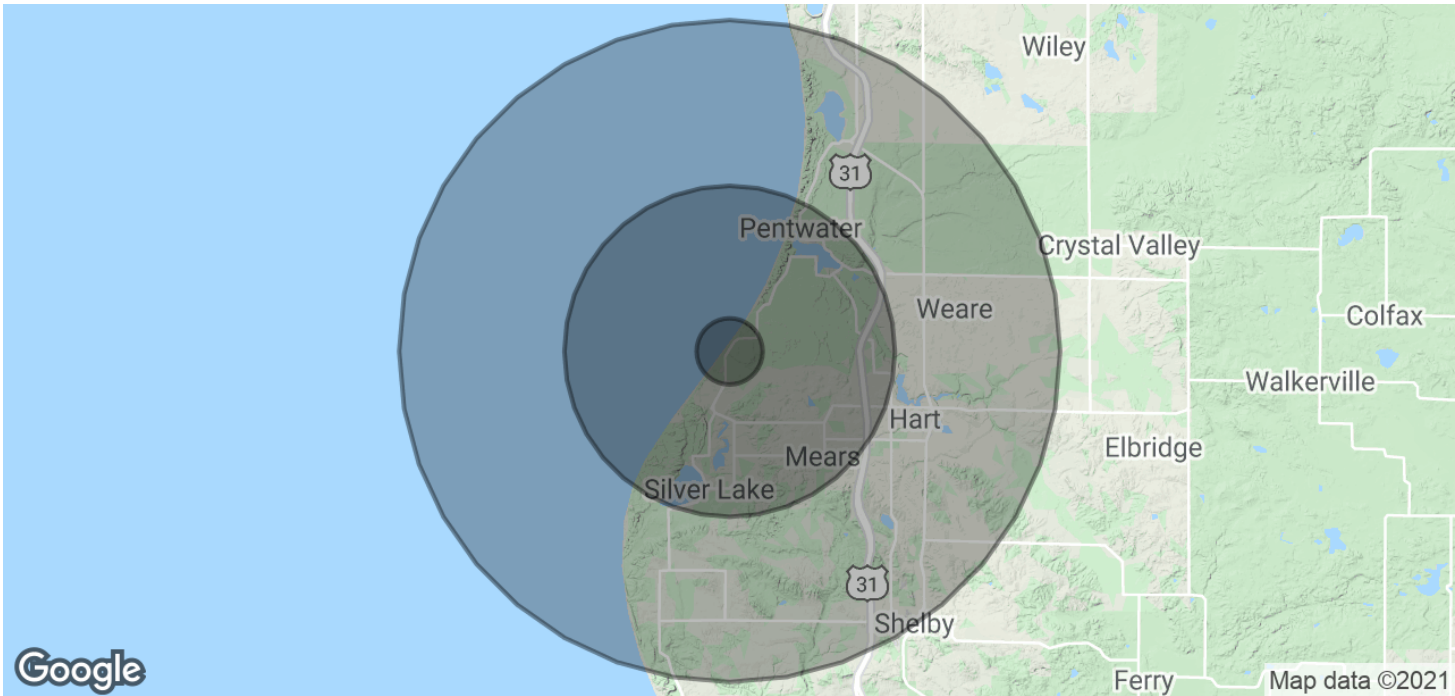 Wiley
31
Pentwater
Crystal Valley
Weare
Colfax
Walkerville
Hart
Elbridge
Mears
Silver Lake
31
Shelby
Google
Ferry
Map data ©2021